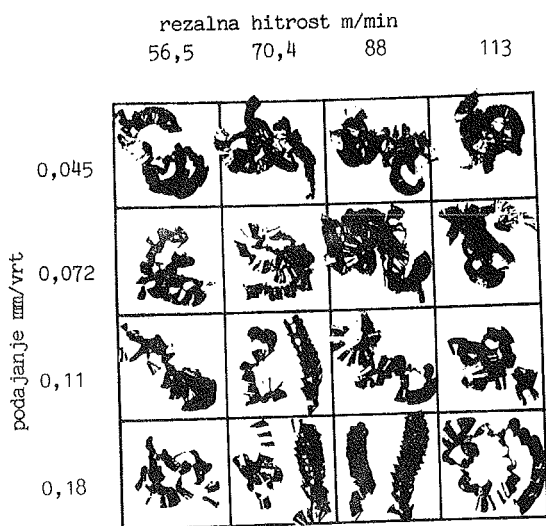 rezalna hitrost m/min
56,5 70,4 88 113
0,045
0,072
0,11
0,18
podajanje mm/vrt